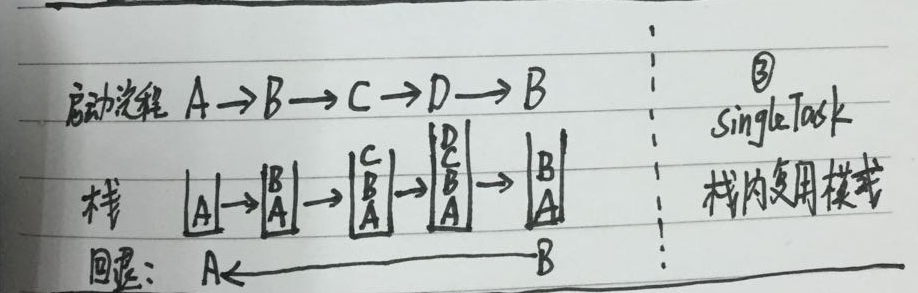 启动流程 A→B→C→D→B
栈 A → B A → C B A → D C B A → B A
回退: A←B
③
singleTask
栈内复用模式